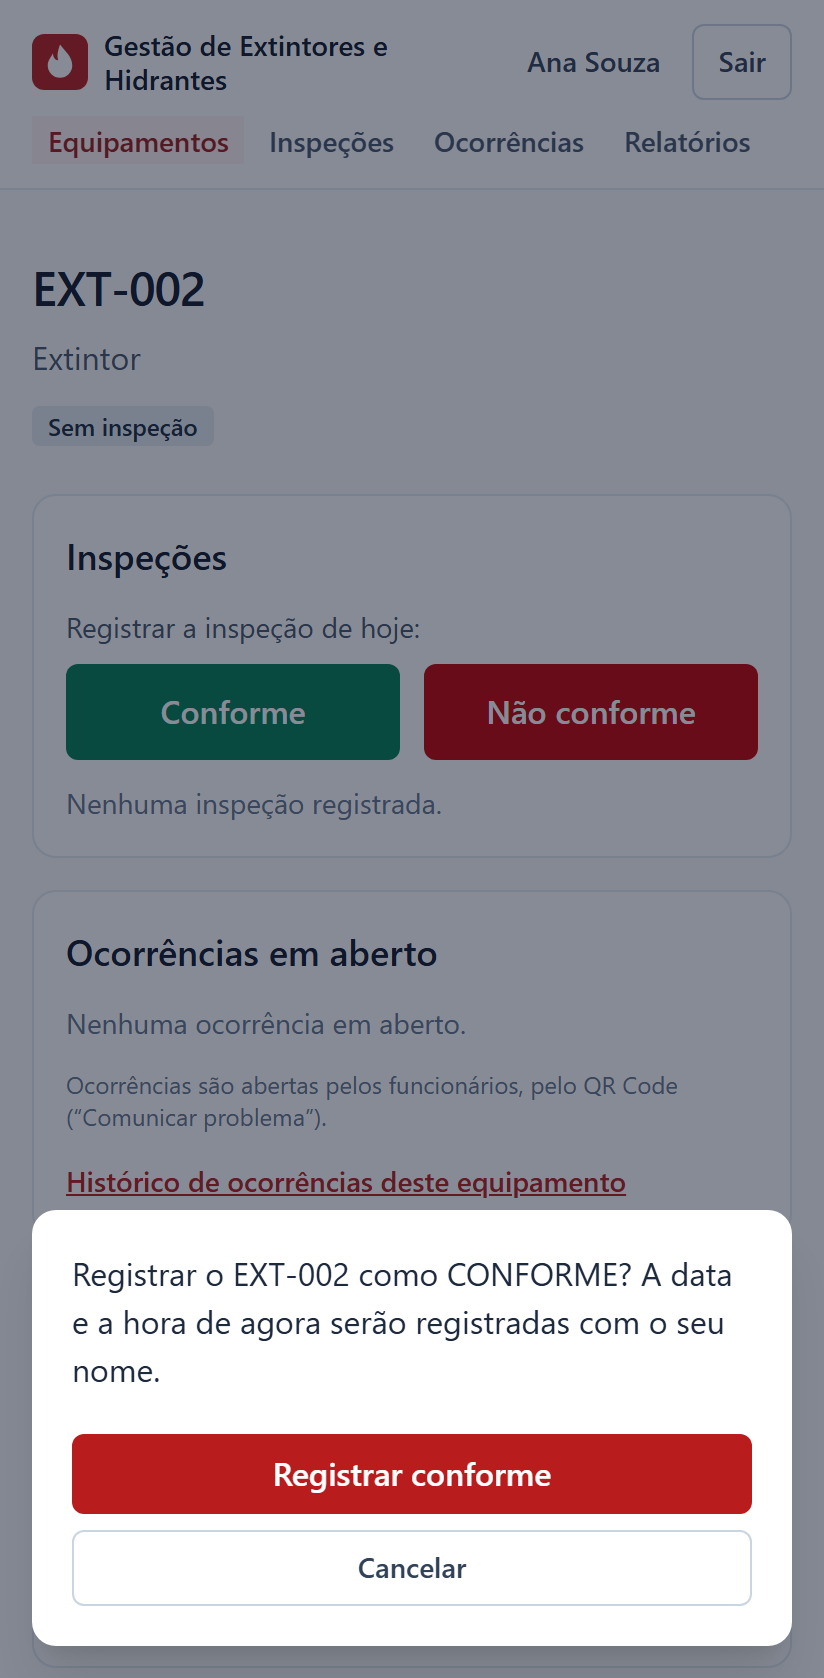 Gestão de Extintores e
Hidrantes
Ana Souza
Sair
Equipamentos
Inspeções
Ocorrências
Relatórios
EXT-002
Extintor
Sem inspeção
Inspeções
Registrar a inspeção de hoje:
Conforme
Não conforme
Nenhuma inspeção registrada.
Ocorrências em aberto
Nenhuma ocorrência em aberto.
Ocorrências são abertas pelos funcionários, pelo QR Code
(“Comunicar problema”).
Histórico de ocorrências deste equipamento
Registrar o EXT-002 como CONFORME? A data
e a hora de agora serão registradas com o seu
nome.
Registrar conforme
Cancelar